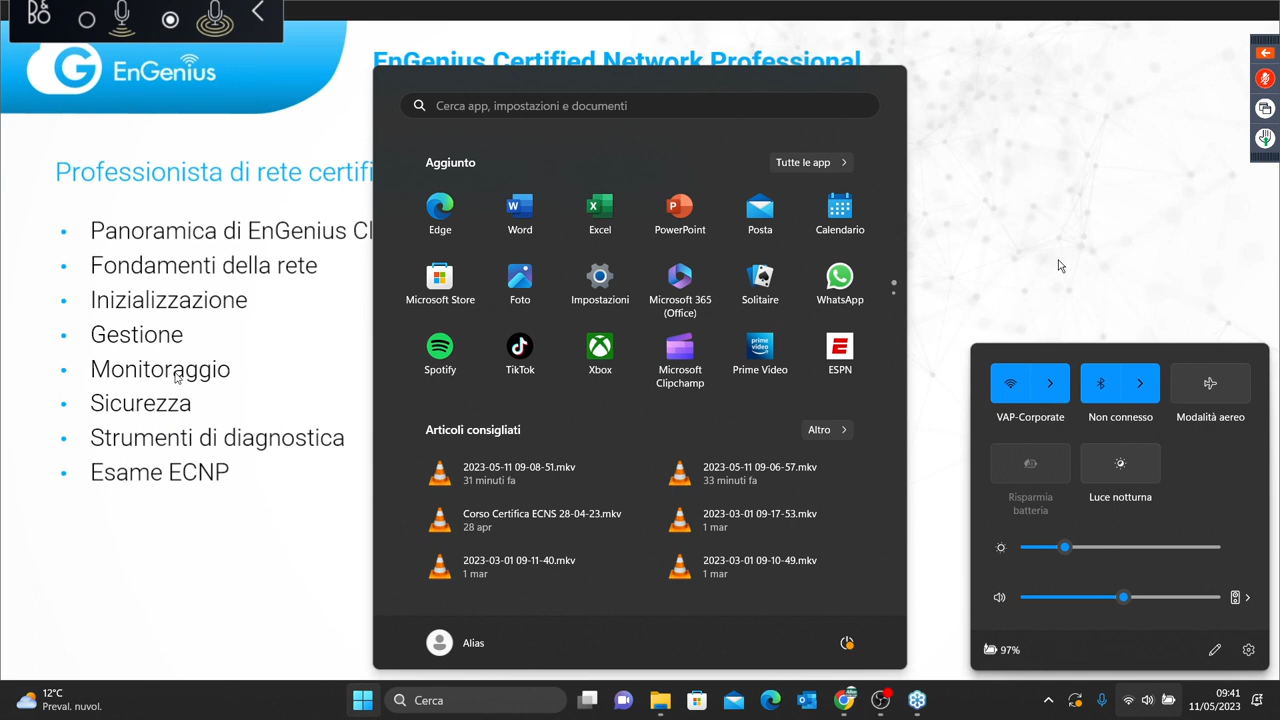 B&O
EnGenius
EnGenius Certified Network Professional
Professionista di rete certifi
• Panoramica di EnGenius Cl
• Fondamenti della rete
• Inizializzazione
• Gestione
• Monitoraggio
• Sicurezza
• Strumenti di diagnostica
• Esame ECNP
Cerca app, impostazioni e documenti
Aggiunto
Tutte le app
Edge
Word
Excel
PowerPoint
Posta
Calendario
Microsoft Store
Foto
Impostazioni
Microsoft 365
(Office)
Solitaire
WhatsApp
Spotify
TikTok
Xbox
Microsoft
Clipchamp
prime
video
Prime Video
ESPN
Articoli consigliati
Altro
2023-05-11 09-08-51.mkv
31 minuti fa
2023-05-11 09-06-57.mkv
33 minuti fa
Corso Certifica ECNS 28-04-23.mkv
28 apr
2023-03-01 09-17-53.mkv
1 mar
2023-03-01 09-11-40.mkv
1 mar
2023-03-01 09-10-49.mkv
1 mar
Alias
VAP-Corporate
Non connesso
Modalità aereo
Risparmia
batteria
Luce notturna
97%
12°C
Preval. nuvol.
Cerca
09:41
11/05/2023